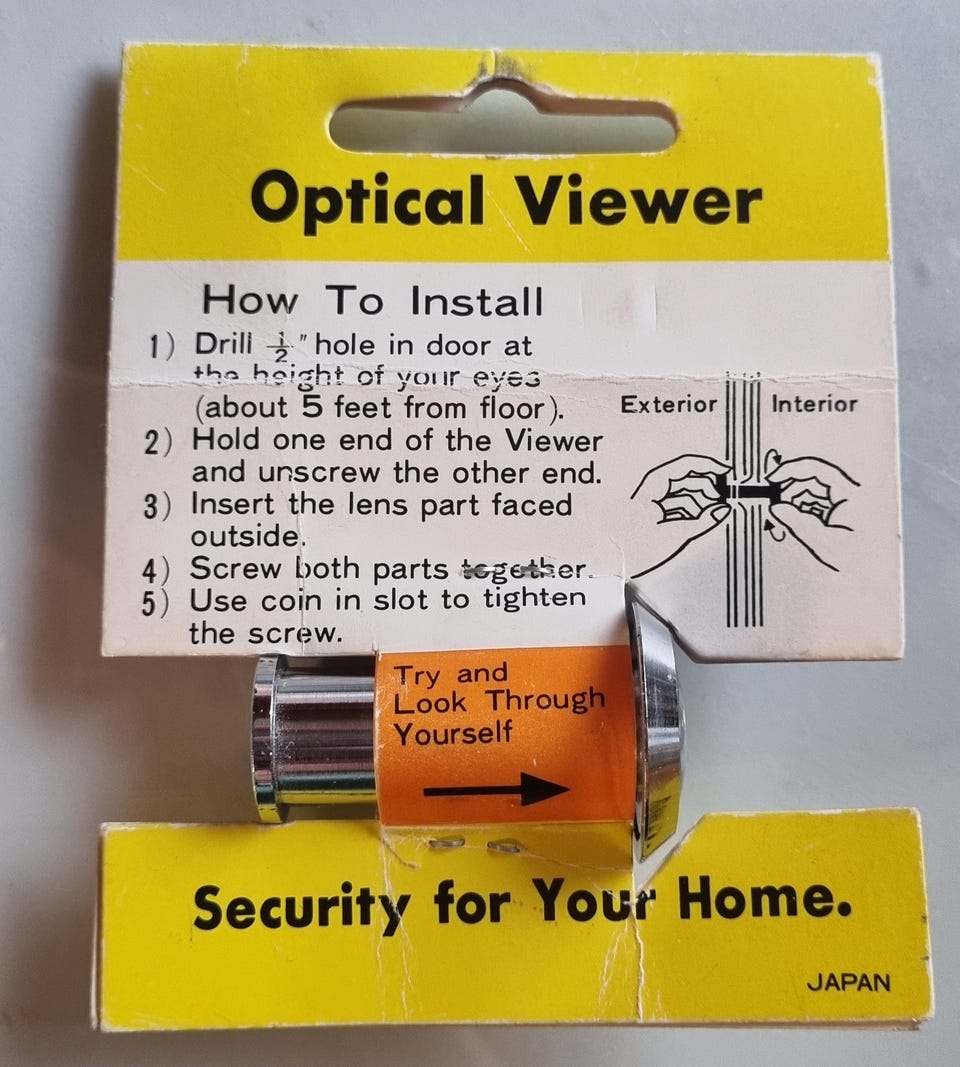 Optical Viewer
How To Install
1) Drill 1/2" hole in door at
the height of your eyes
(about 5 feet from floor).
2) Hold one end of the Viewer
and unscrew the other end.
3) Insert the lens part faced
outside.
4) Screw both parts together.
5) Use coin in slot to tighten
the screw.
Exterior
Interior
Try and
Look Through
Yourself
Security for Your Home.
JAPAN